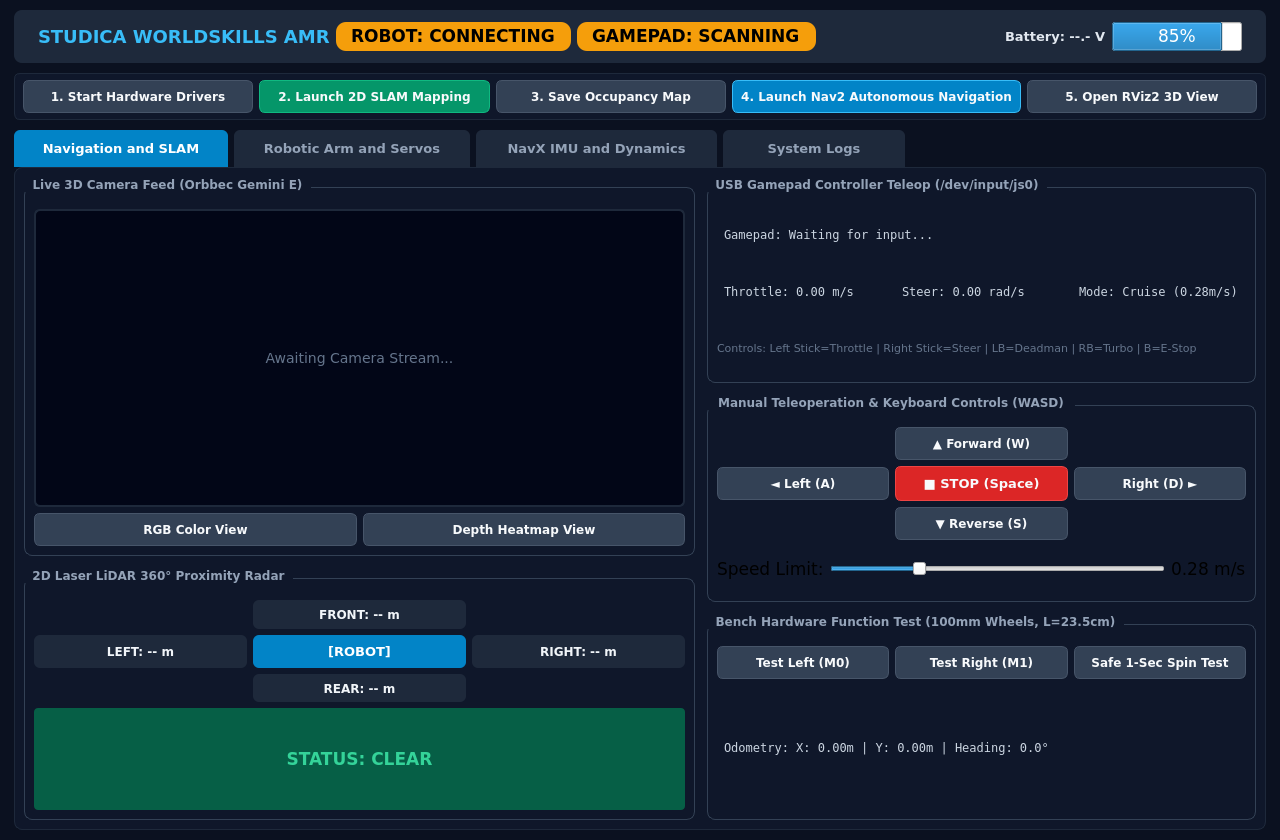 STUDICA WORLDSKILLS AMR ROBOT: CONNECTING GAMEPAD: SCANNING Battery: --.- V 85%
1. Start Hardware Drivers 2. Launch 2D SLAM Mapping 3. Save Occupancy Map 4. Launch Nav2 Autonomous Navigation 5. Open RViz2 3D View
Navigation and SLAM Robotic Arm and Servos NavX IMU and Dynamics System Logs
Live 3D Camera Feed (Orbbec Gemini E)
Awaiting Camera Stream...
RGB Color View Depth Heatmap View
2D Laser LiDAR 360° Proximity Radar
FRONT: -- m
LEFT: -- m [ROBOT] RIGHT: -- m
REAR: -- m
STATUS: CLEAR
USB Gamepad Controller Teleop (/dev/input/js0)
Gamepad: Waiting for input...
Throttle: 0.00 m/s Steer: 0.00 rad/s Mode: Cruise (0.28m/s)
Controls: Left Stick=Throttle | Right Stick=Steer | LB=Deadman | RB=Turbo | B=E-Stop
Manual Teleoperation & Keyboard Controls (WASD)
▲ Forward (W)
◄ Left (A) ■ STOP (Space) Right (D) ►
▼ Reverse (S)
Speed Limit: 0.28 m/s
Bench Hardware Function Test (100mm Wheels, L=23.5cm)
Test Left (M0) Test Right (M1) Safe 1-Sec Spin Test
Odometry: X: 0.00m | Y: 0.00m | Heading: 0.0°